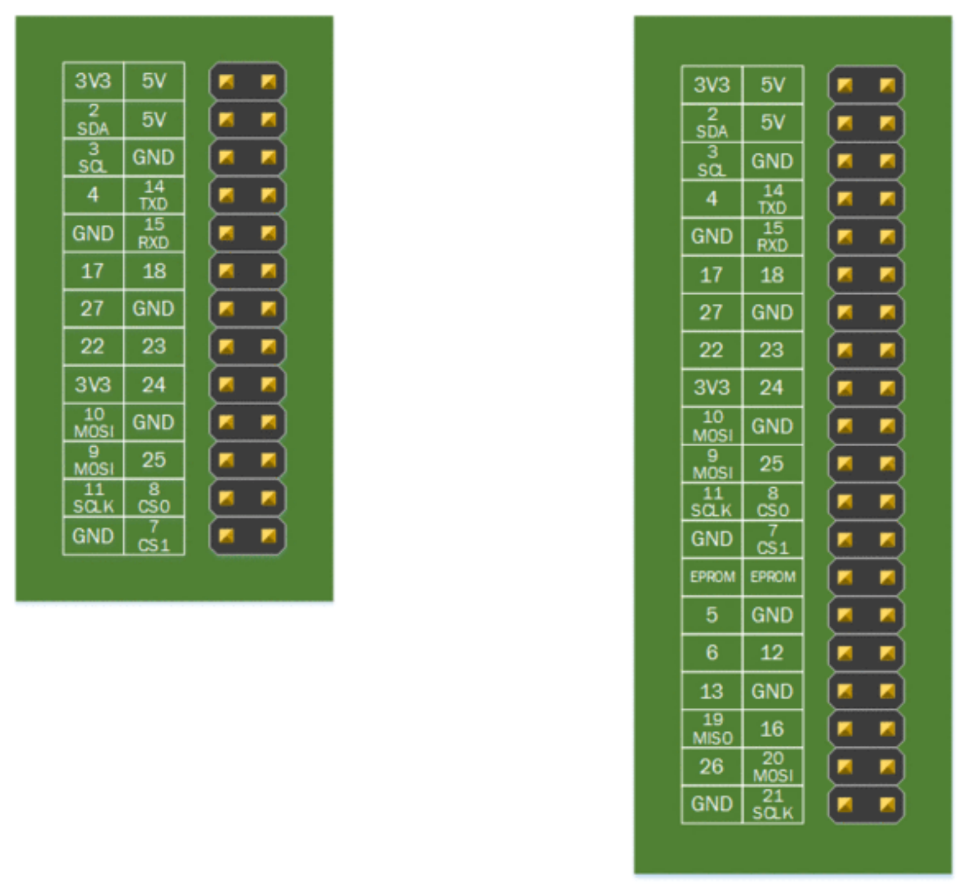 3V3 5V
2 SDA 5V
3 SCL GND
4 14 TXD
GND 15 RXD
17 18
27 GND
22 23
3V3 24
10 MOSI GND
9 MOSI 25
11 SCLK 8 CS0
GND 7 CS1
3V3 5V
2 SDA 5V
3 SCL GND
4 14 TXD
GND 15 RXD
17 18
27 GND
22 23
3V3 24
10 MOSI GND
9 MOSI 25
11 SCLK 8 CS0
GND 7 CS1
EPROM EPROM
5 GND
6 12
13 GND
19 MISO 16
26 20 MOSI
GND 21 SCLK